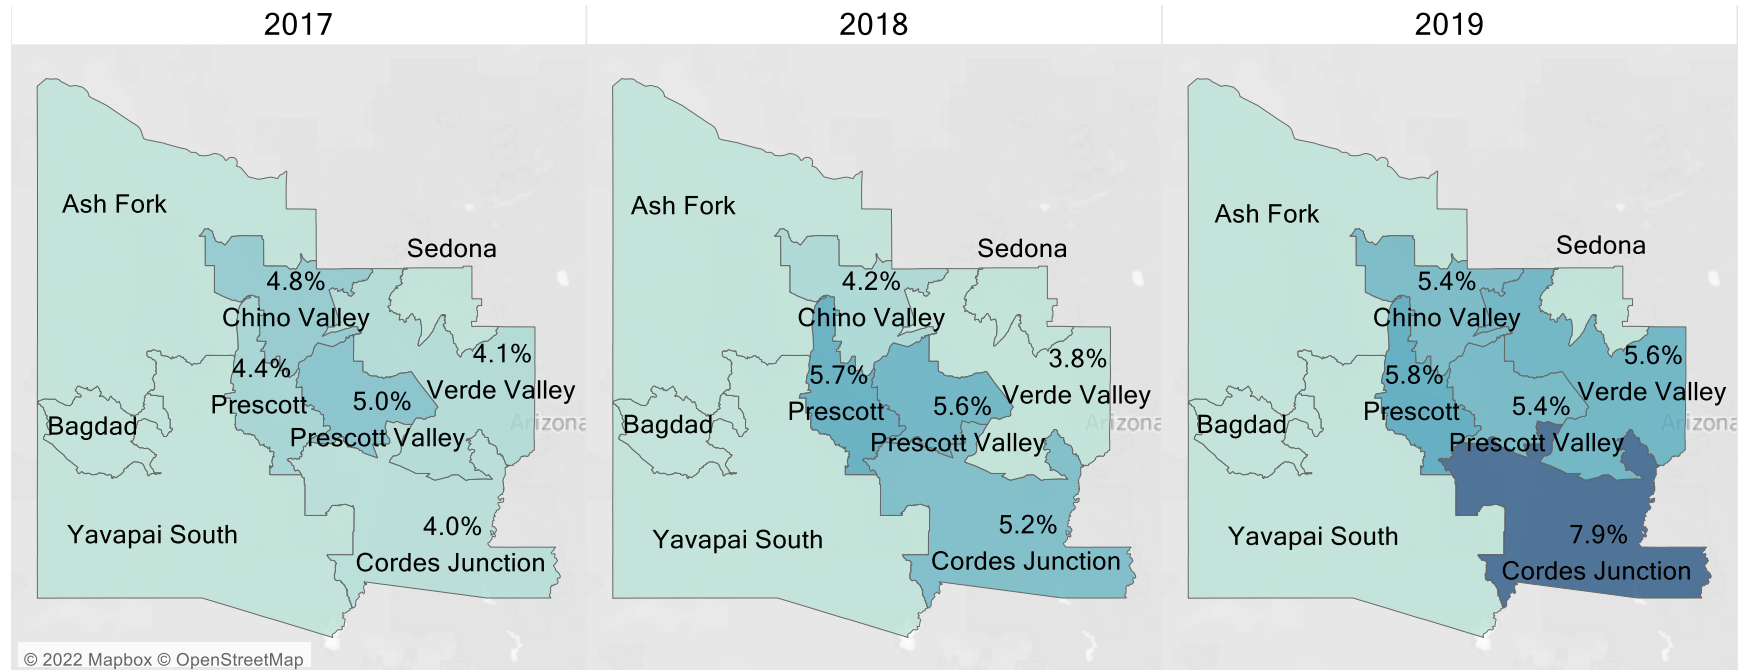 2017
2018
2019
Ash Fork
Sedona
4.8%
Chino Valley
4.1%
4.4%
Verde Valley
5.0%
Prescott
Bagdad
Prescott Valley
4.0%
Yavapai South
Cordes Junction
Arizona
Ash Fork
Sedona
4.2%
Chino Valley
3.8%
5.7%
Verde Valley
5.6%
Prescott
Bagdad
Prescott Valley
5.2%
Yavapai South
Cordes Junction
Arizona
Ash Fork
Sedona
5.4%
Chino Valley
5.6%
5.8%
Verde Valley
5.4%
Prescott
Bagdad
Prescott Valley
7.9%
Yavapai South
Cordes Junction
Arizona
© 2022 Mapbox © OpenStreetMap